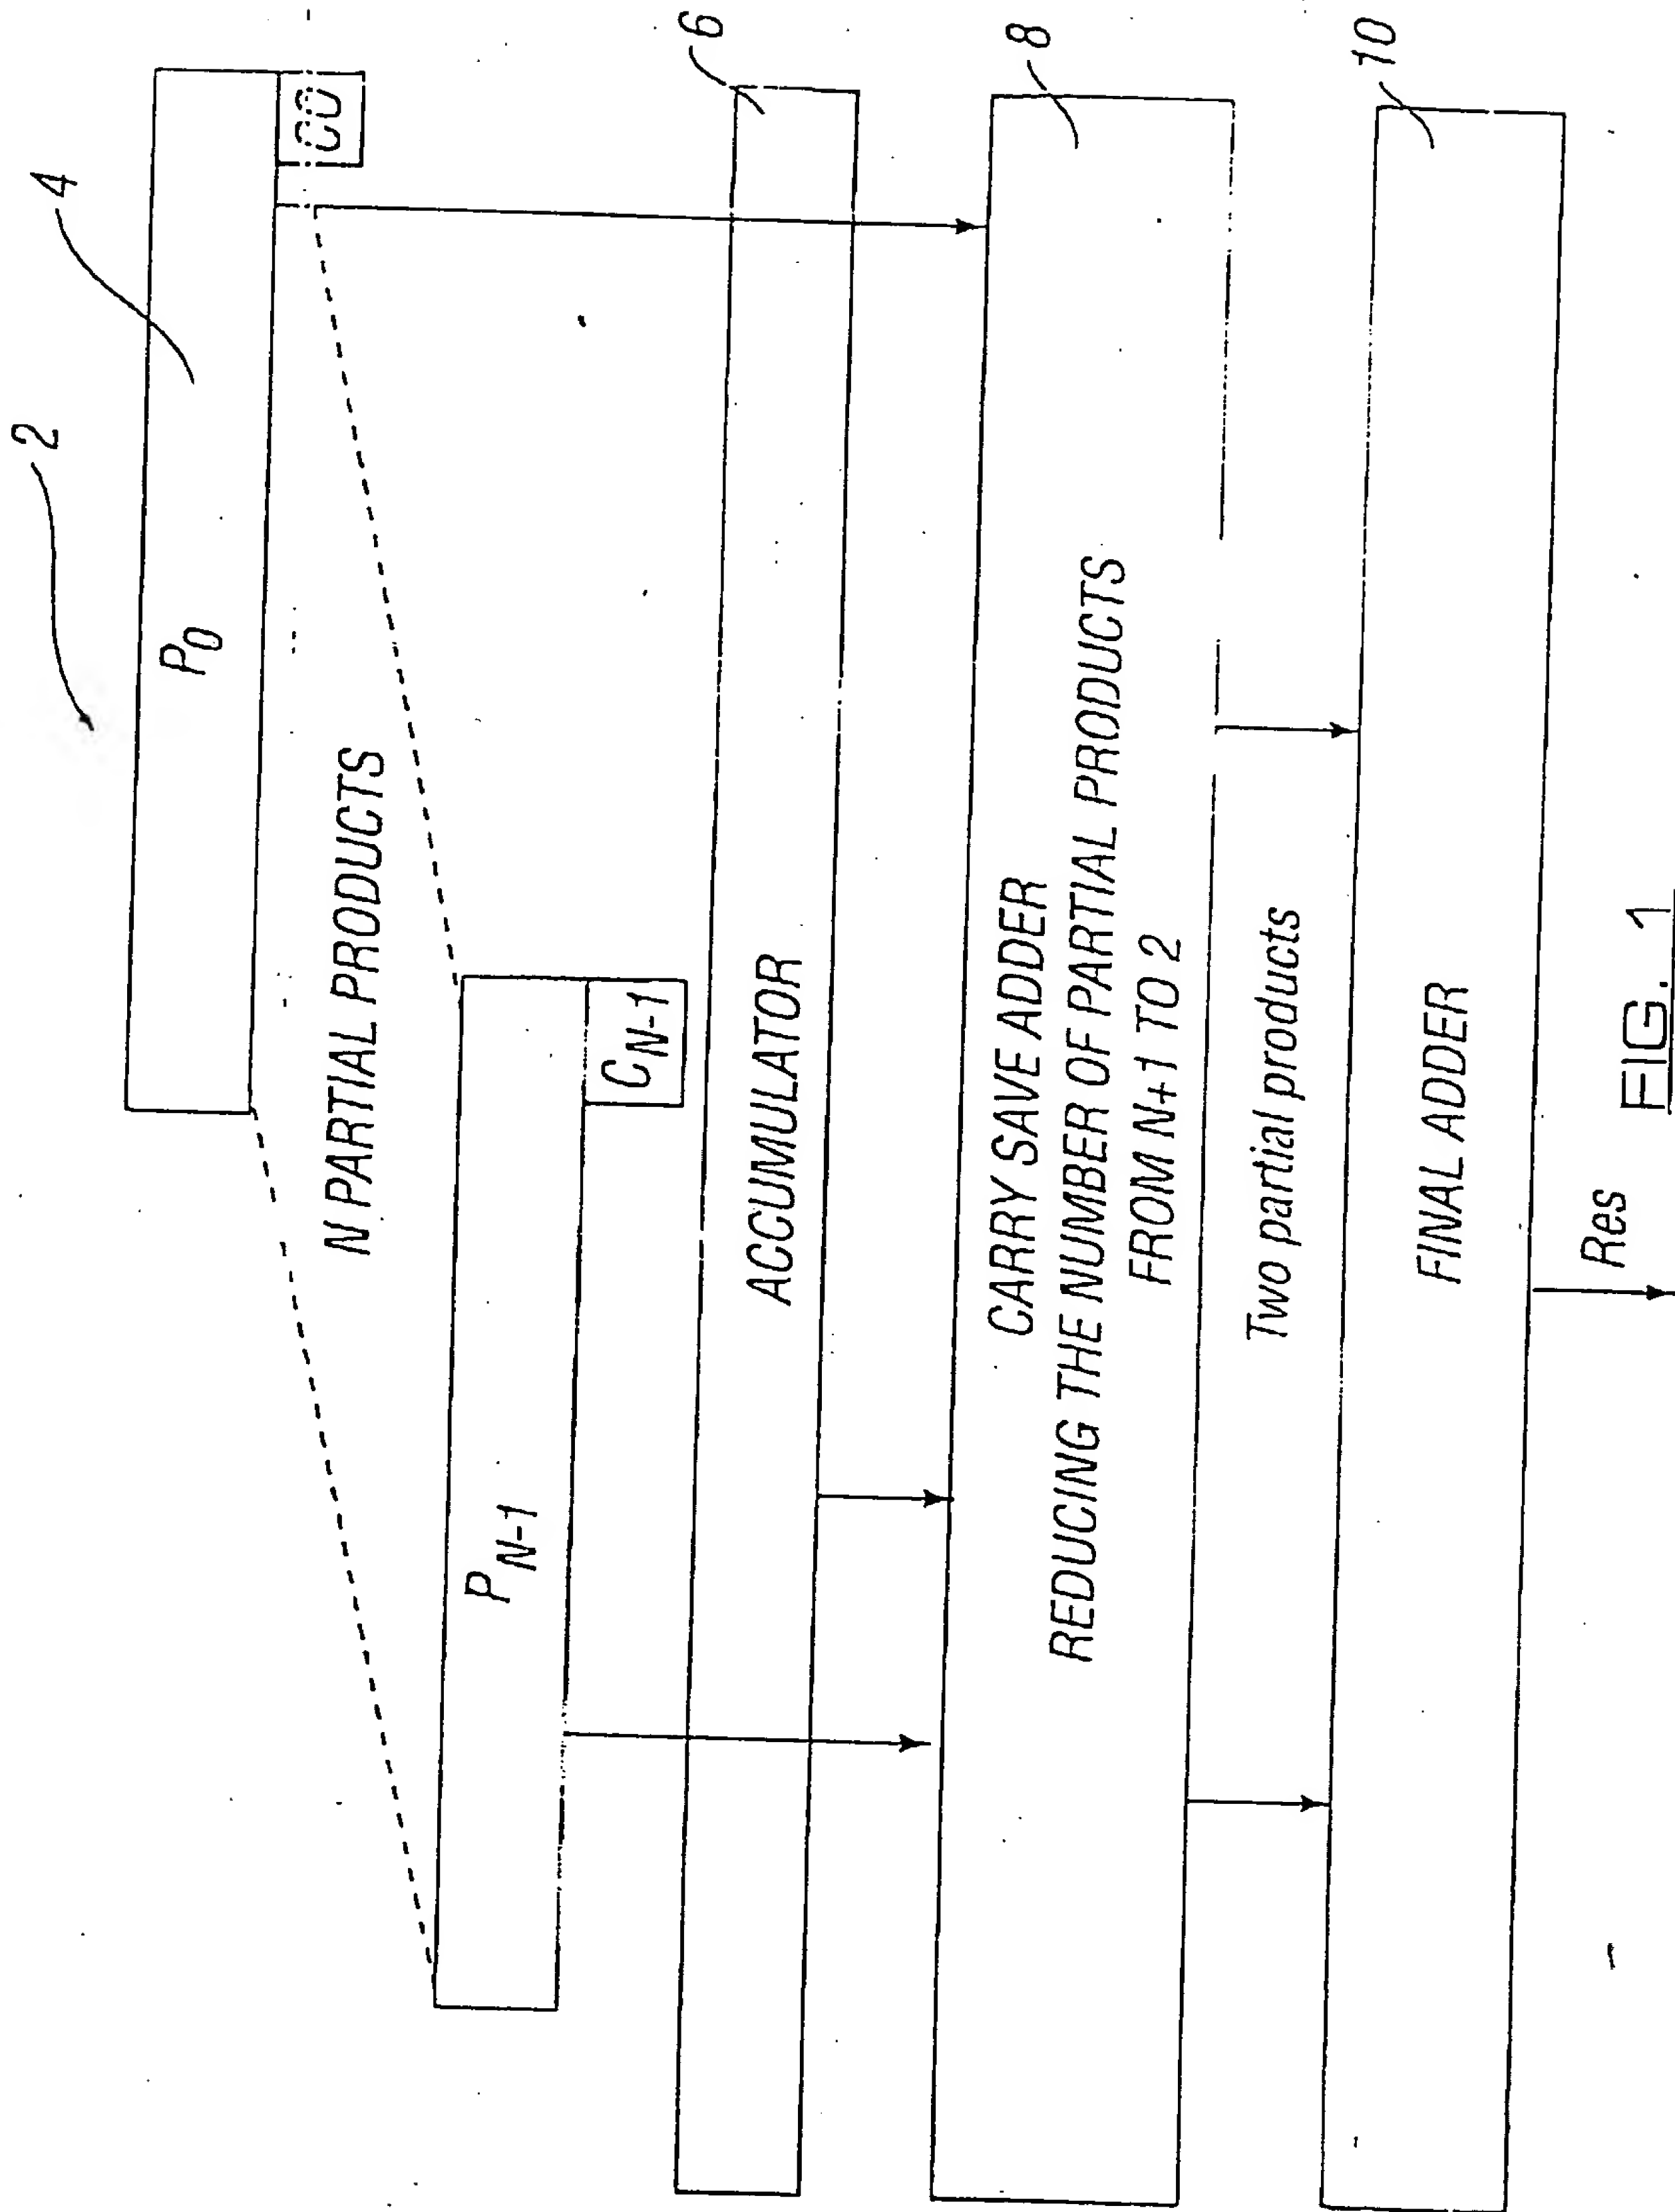 2
4
P0
C0
N PARTIAL PRODUCTS
PN-1
CN-1
6
ACCUMULATOR
8
CARRY SAVE ADDER
REDUCING THE NUMBER OF PARTIAL PRODUCTS
FROM N+1 TO 2
Two partial products
10
FINAL ADDER
Res
FIG. 1